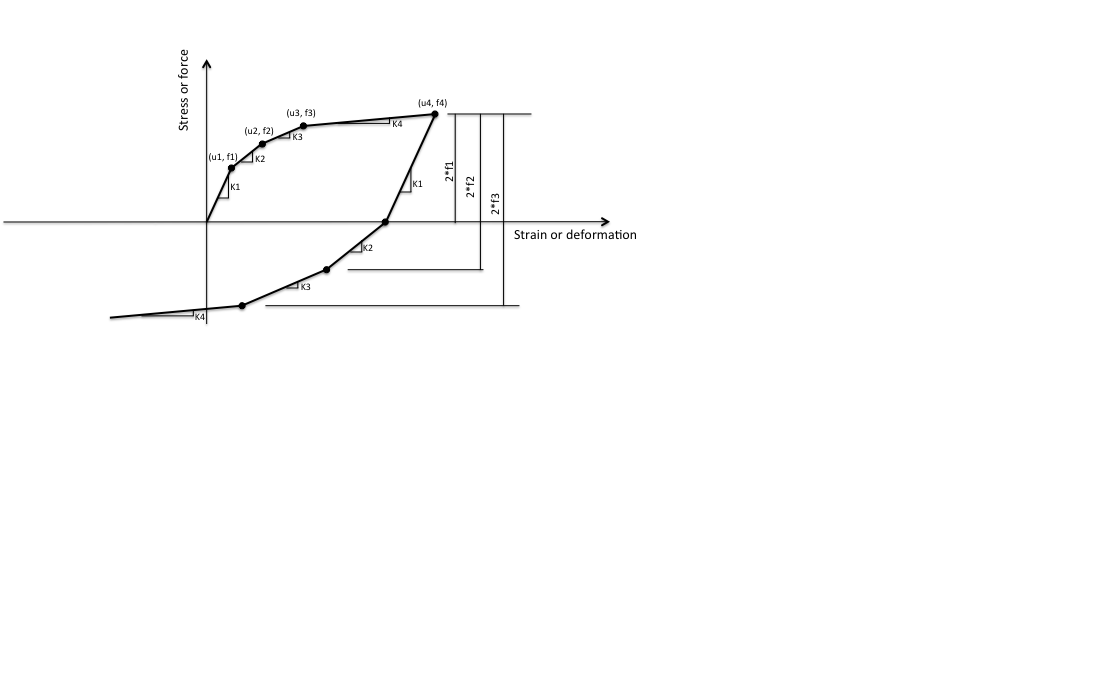 Stress or force
(u1, f1)
(u2, f2)
(u3, f3)
(u4, f4)
K1
K2
K3
K4
K1
K2
K3
K4
2*f1
2*f2
2*f3
Strain or deformation